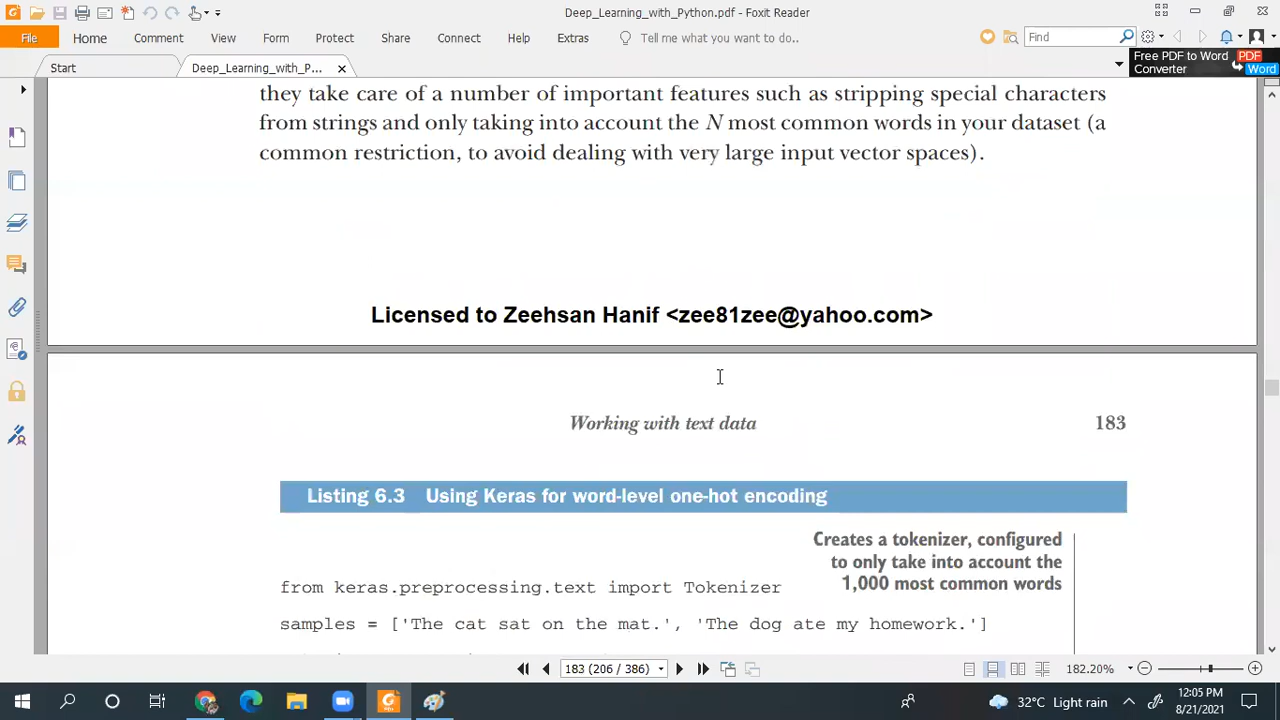 Deep_Learning_with_Python.pdf - Foxit Reader
File Home Comment View Form Protect Share Connect Help Extras Tell me what you want to do.. Find
Start Deep_Learning_with_P... Free PDF to Word Converter PDF Word
they take care of a number of important features such as stripping special characters
from strings and only taking into account the N most common words in your dataset (a
common restriction, to avoid dealing with very large input vector spaces).
Licensed to Zeehsan Hanif <zee81zee@yahoo.com>
Working with text data 183
Listing 6.3 Using Keras for word-level one-hot encoding
Creates a tokenizer, configured
to only take into account the
1,000 most common words
from keras.preprocessing.text import Tokenizer
samples = ['The cat sat on the mat.', 'The dog ate my homework.']
183 (206 / 386) 182.20%
32°C Light rain 12:05 PM
8/21/2021